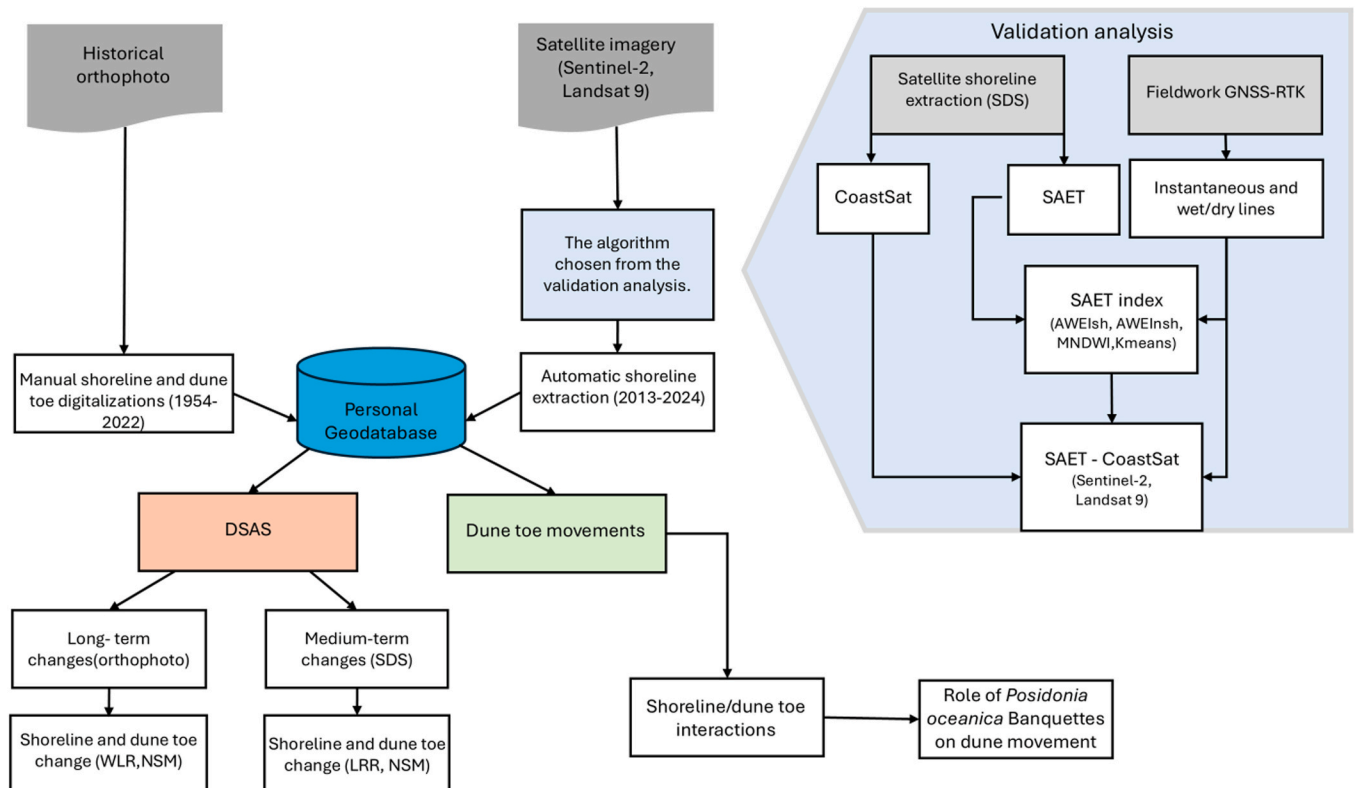 Historical
orthophoto
Satellite imagery
(Sentinel-2,
Landsat 9)
Validation analysis
Satellite shoreline
extraction (SDS)
Fieldwork GNSS-RTK
CoastSat
SAET
Instantaneous and
wet/dry lines
The algorithm
chosen from the
validation analysis.
SAET index
(AWEIsh, AWEInsh,
MNDWI,Kmeans)
Manual shoreline and dune
toe digitalizations (1954-
2022)
Personal
Geodatabase
Automatic shoreline
extraction (2013-2024)
SAET - CoastSat
(Sentinel-2,
Landsat 9)
DSAS
Dune toe movements
Long- term
changes(orthophoto)
Medium-term
changes (SDS)
Shoreline/dune toe
interactions
Role of Posidonia
oceanica Banquettes
on dune movement
Shoreline and dune toe
change (WLR,NSM)
Shoreline and dune toe
change (LRR, NSM)